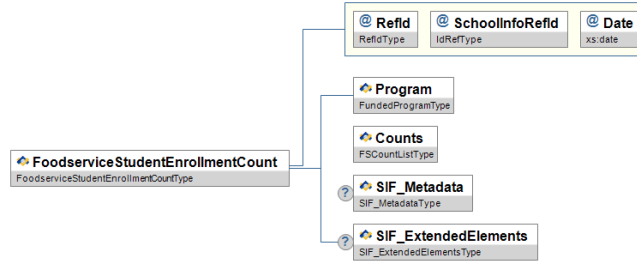 @ RefId
RefIdType
@ SchoolInfoRefId
IdRefType
@ Date
xs:date
Program
FundedProgramType
Counts
FSCountListType
FoodserviceStudentEnrollmentCount
FoodserviceStudentEnrollmentCountType
? SIF_Metadata
SIF_MetadataType
? SIF_ExtendedElements
SIF_ExtendedElementsType